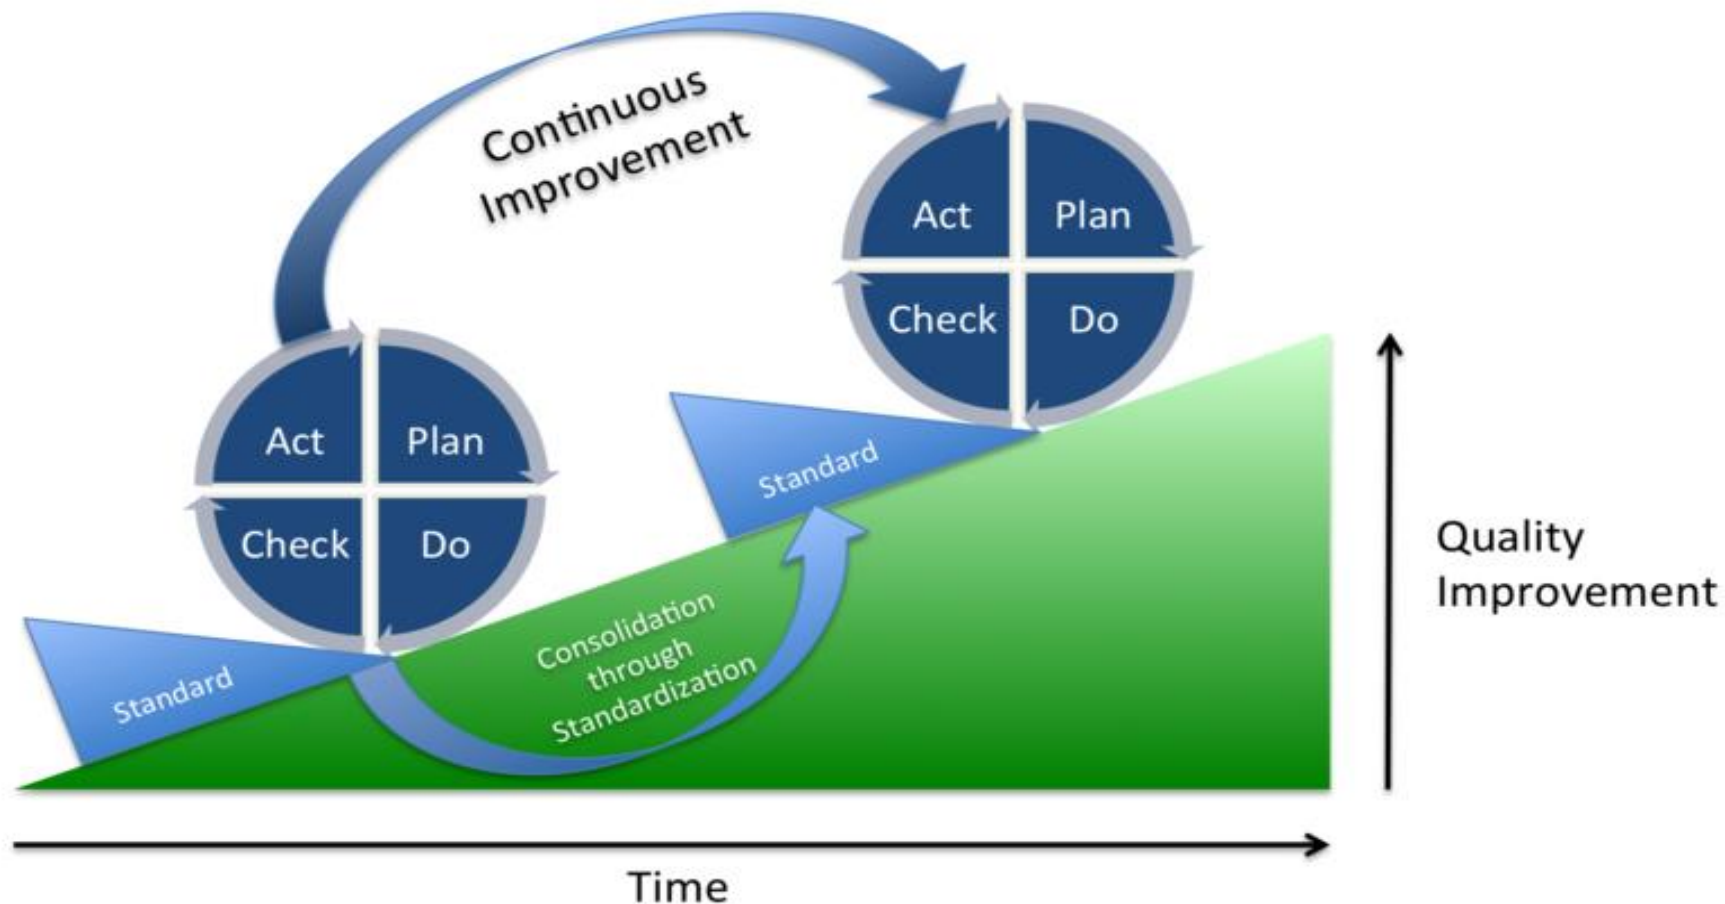 Continuous
Improvement
Act
Plan
Check
Do
Act
Plan
Check
Do
Standard
Standard
Consolidation
through
Standardization
Quality
Improvement
Time